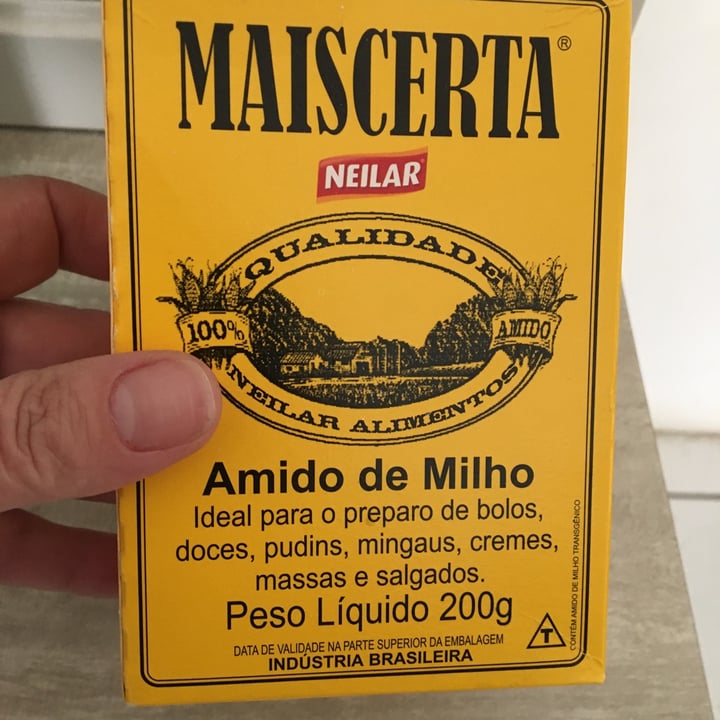 MAISCERTA®
NEILAR
QUALIDADE
100%
AMIDO
NEILAR ALIMENTOS
Amido de Milho
Ideal para o preparo de bolos,
doces, pudins, mingaus, cremes,
massas e salgados.
Peso Líquido 200g
DATA DE VALIDADE NA PARTE SUPERIOR DA EMBALAGEM
INDÚSTRIA BRASILEIRA
T
CONTÉM AMIDO DE MILHO TRANSGÊNICO